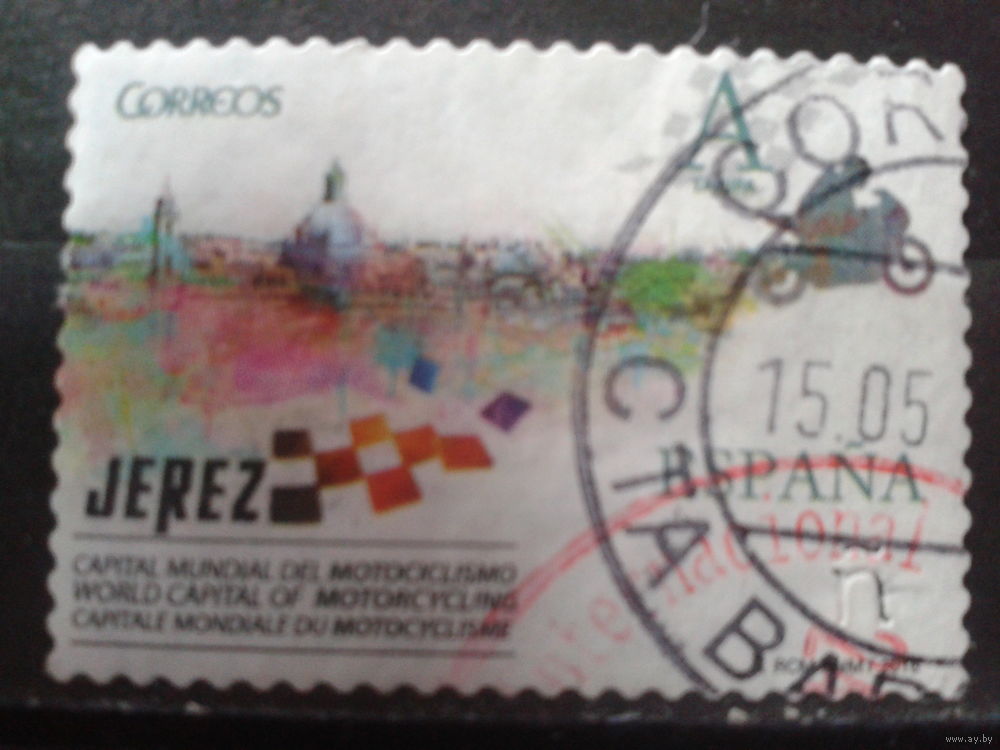 CORREOS
A
TARIFA
15.05
ESPAÑA
JEREZ
CAPITAL MUNDIAL DEL MOTOCICLISMO
WORLD CAPITAL OF MOTORCYCLING
CAPITALE MONDIALE DU MOTOCYCLISME
CIAB
www.ay.by